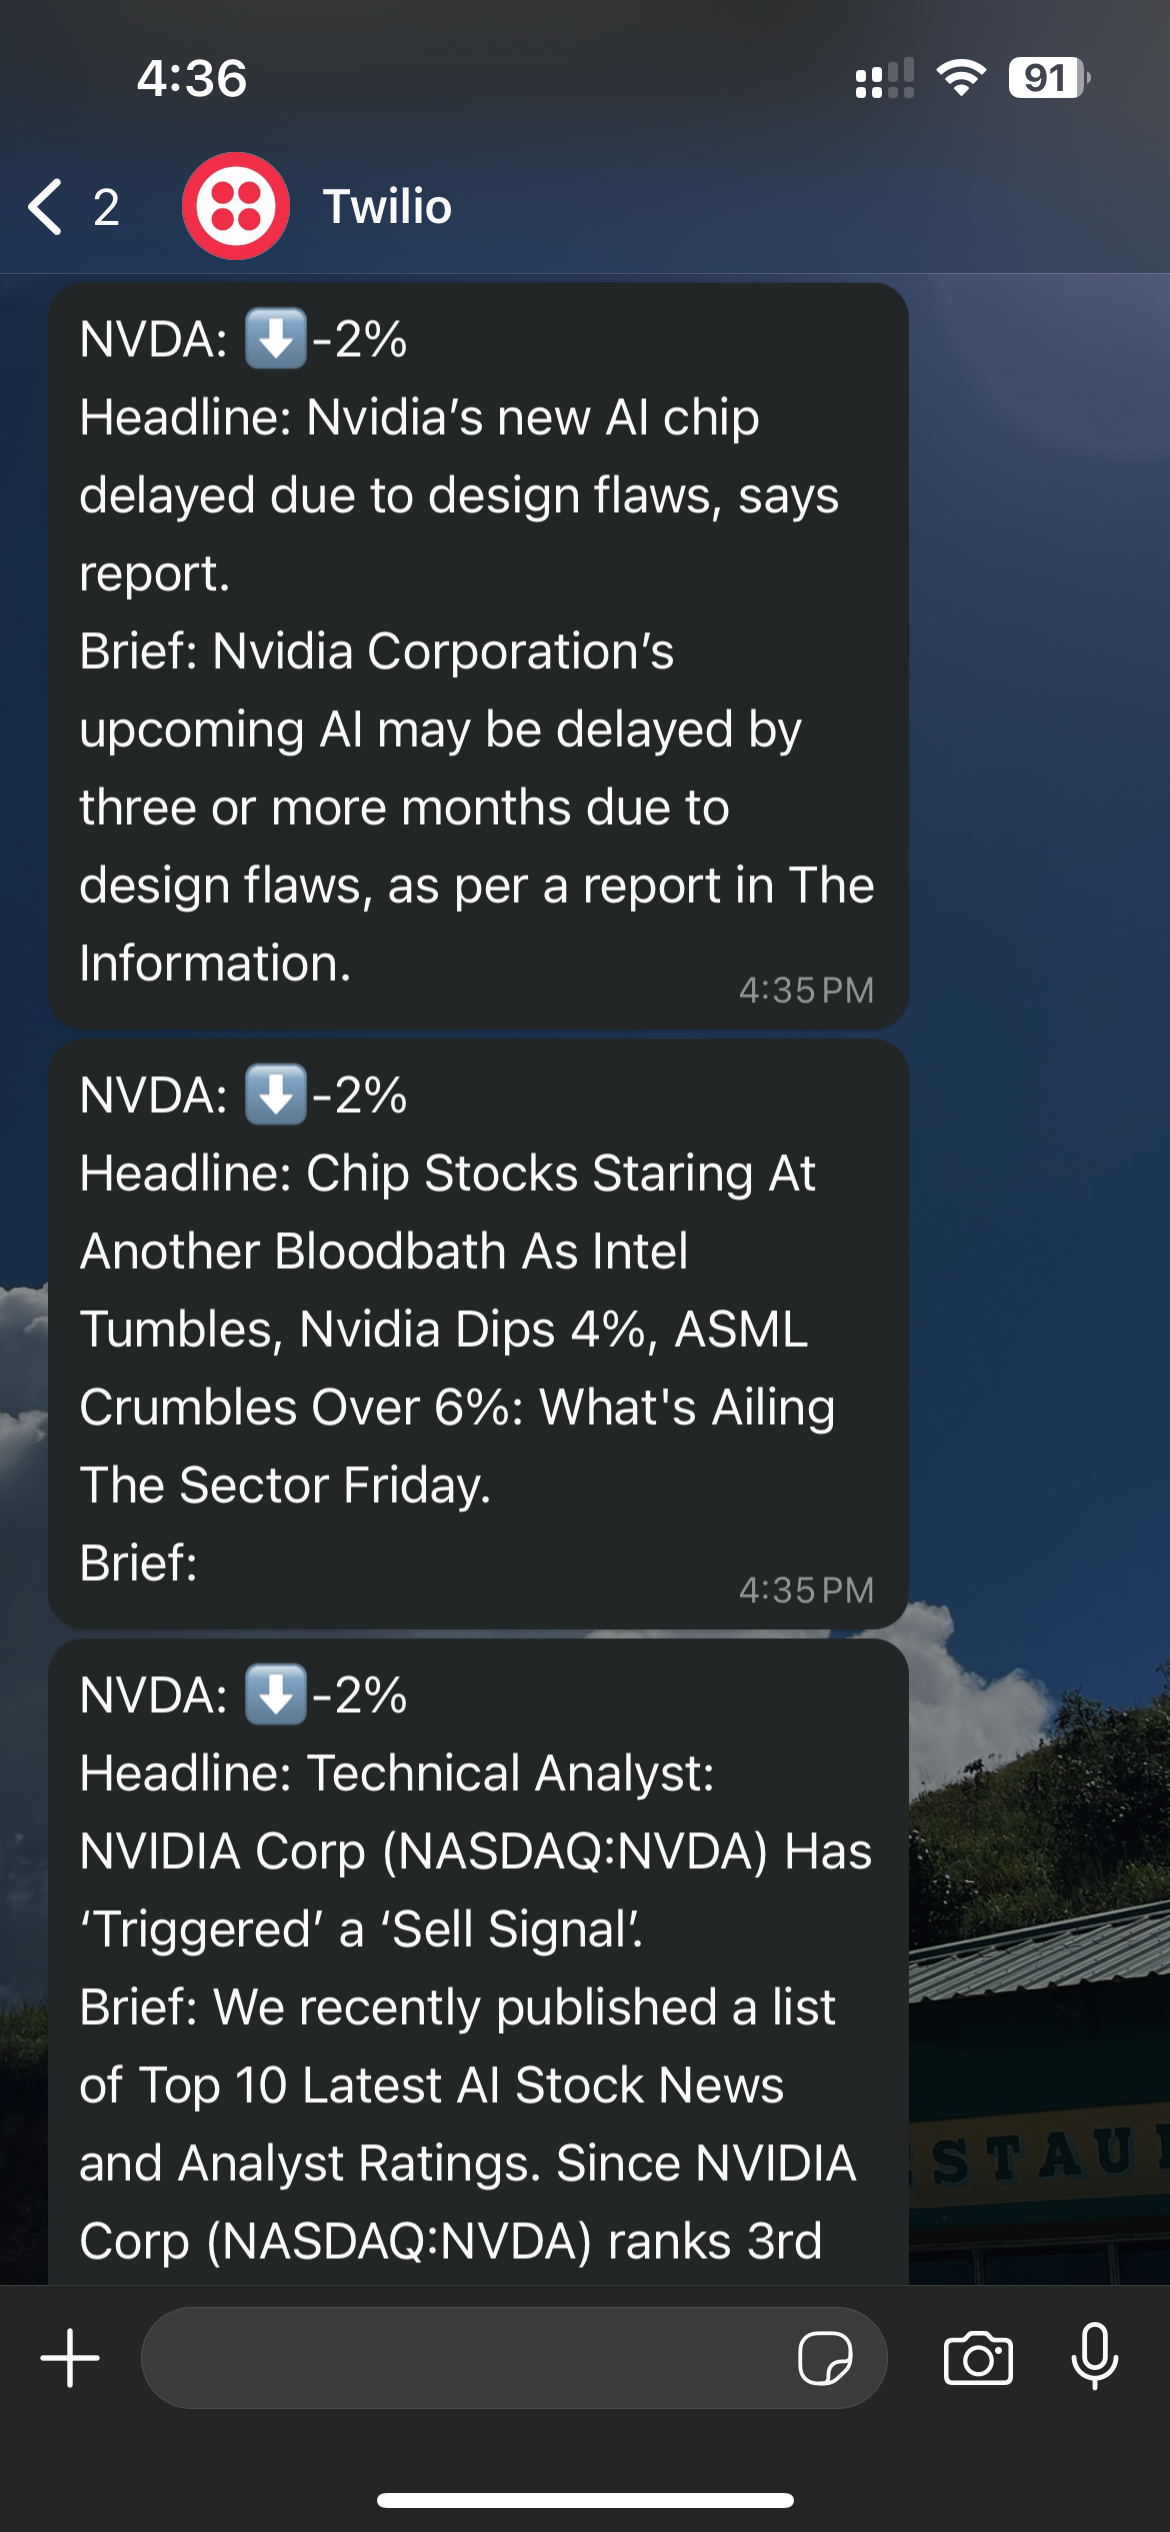 4:36
91
2
Twilio
NVDA: ⬇️-2%
Headline: Nvidia’s new AI chip
delayed due to design flaws, says
report.
Brief: Nvidia Corporation’s
upcoming AI may be delayed by
three or more months due to
design flaws, as per a report in The
Information.
4:35 PM
NVDA: ⬇️-2%
Headline: Chip Stocks Staring At
Another Bloodbath As Intel
Tumbles, Nvidia Dips 4%, ASML
Crumbles Over 6%: What's Ailing
The Sector Friday.
Brief:
4:35 PM
NVDA: ⬇️-2%
Headline: Technical Analyst:
NVIDIA Corp (NASDAQ:NVDA) Has
‘Triggered’ a ‘Sell Signal’.
Brief: We recently published a list
of Top 10 Latest AI Stock News
and Analyst Ratings. Since NVIDIA
Corp (NASDAQ:NVDA) ranks 3rd
STAU